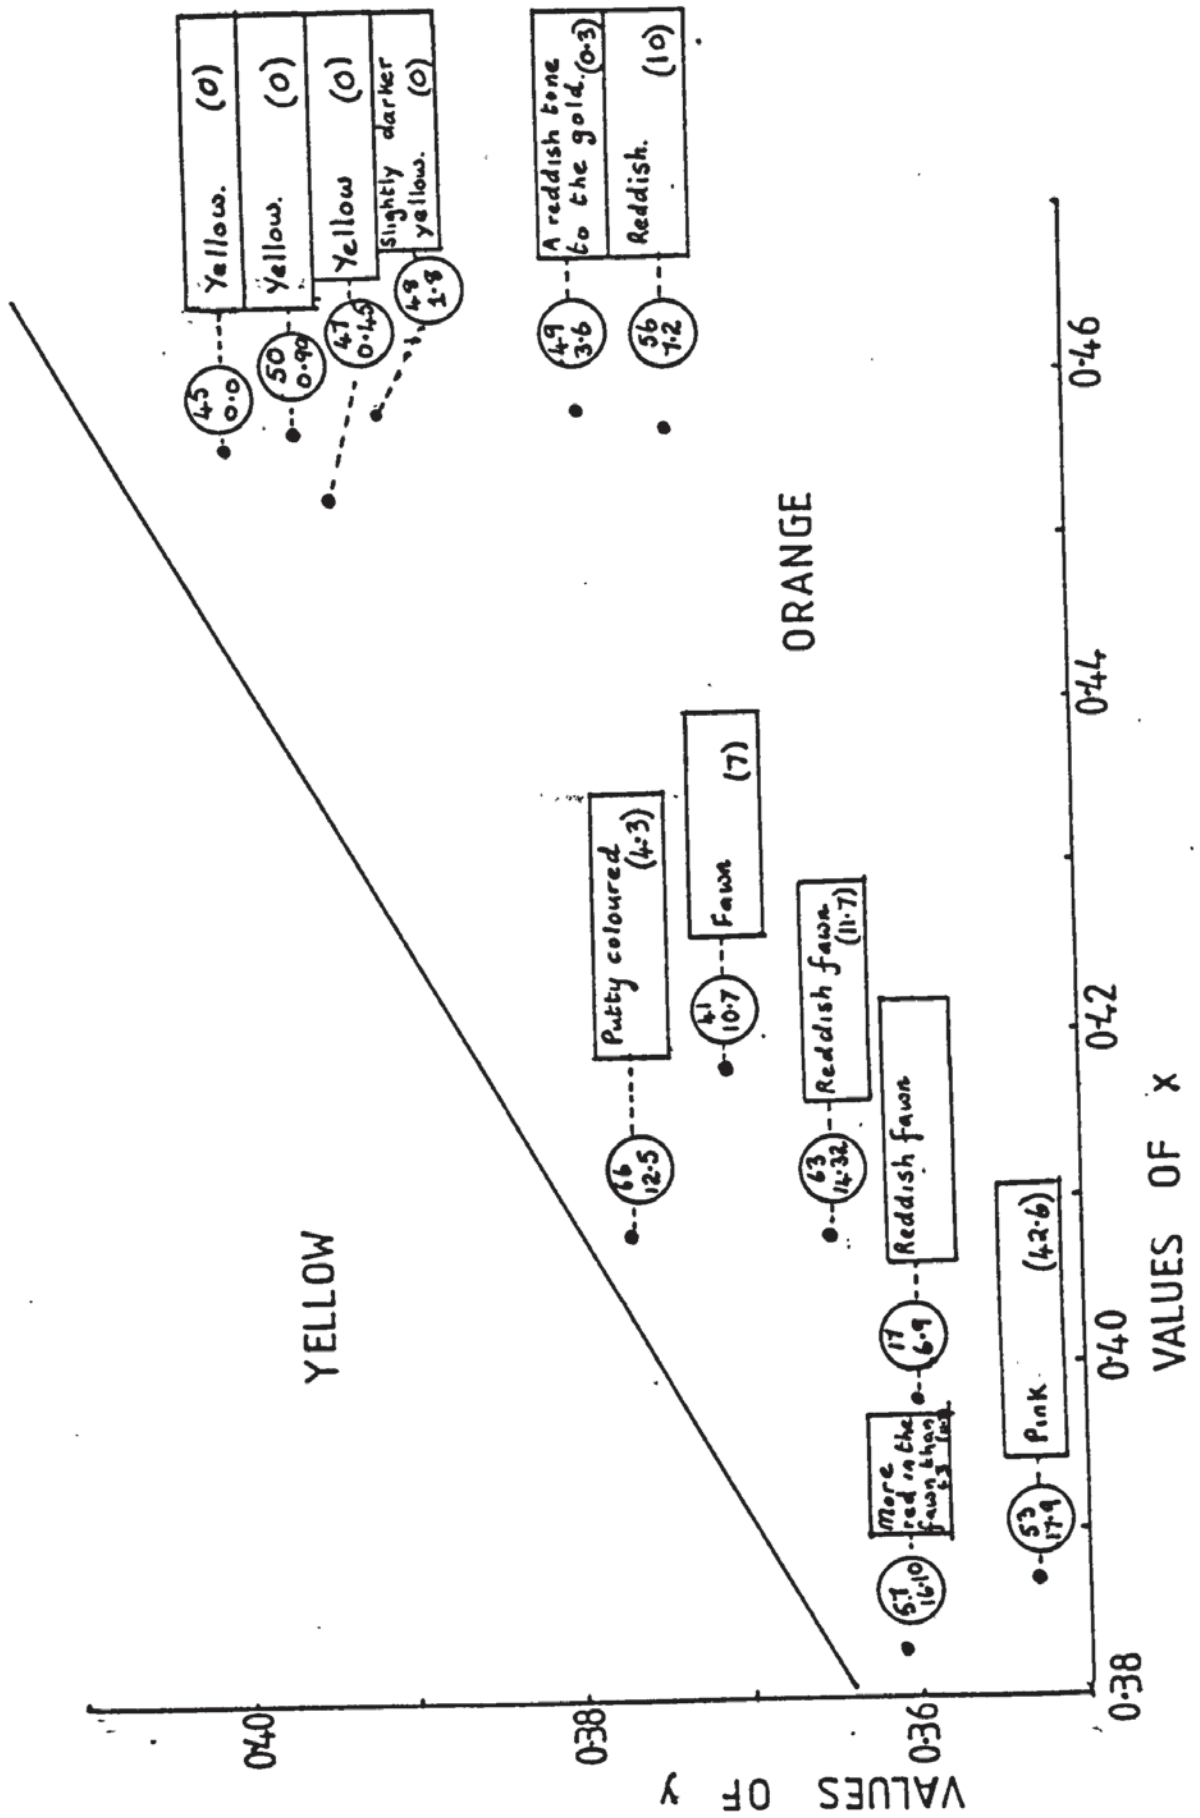 Yellow. (0)
45
0.0
Yellow. (0)
50
0.90
Yellow (0)
47
0.45
Slightly darker
yellow. (0)
48
1.8
A reddish tone
to the gold. (0.3)
49
3.6
Reddish. (10)
56
7.2
YELLOW
ORANGE
Putty coloured
(4.3)
66
12.5
Fawn (7)
41
10.7
Reddish fawn
(11.7)
63
14.32
Reddish fawn
17
6.9
More
red in the
fawn than
57
16.10
Pink (42.6)
53
17.9
0.40
0.38
0.36
VALUES OF y
0.38
0.40
0.42
0.44
0.46
VALUES OF X